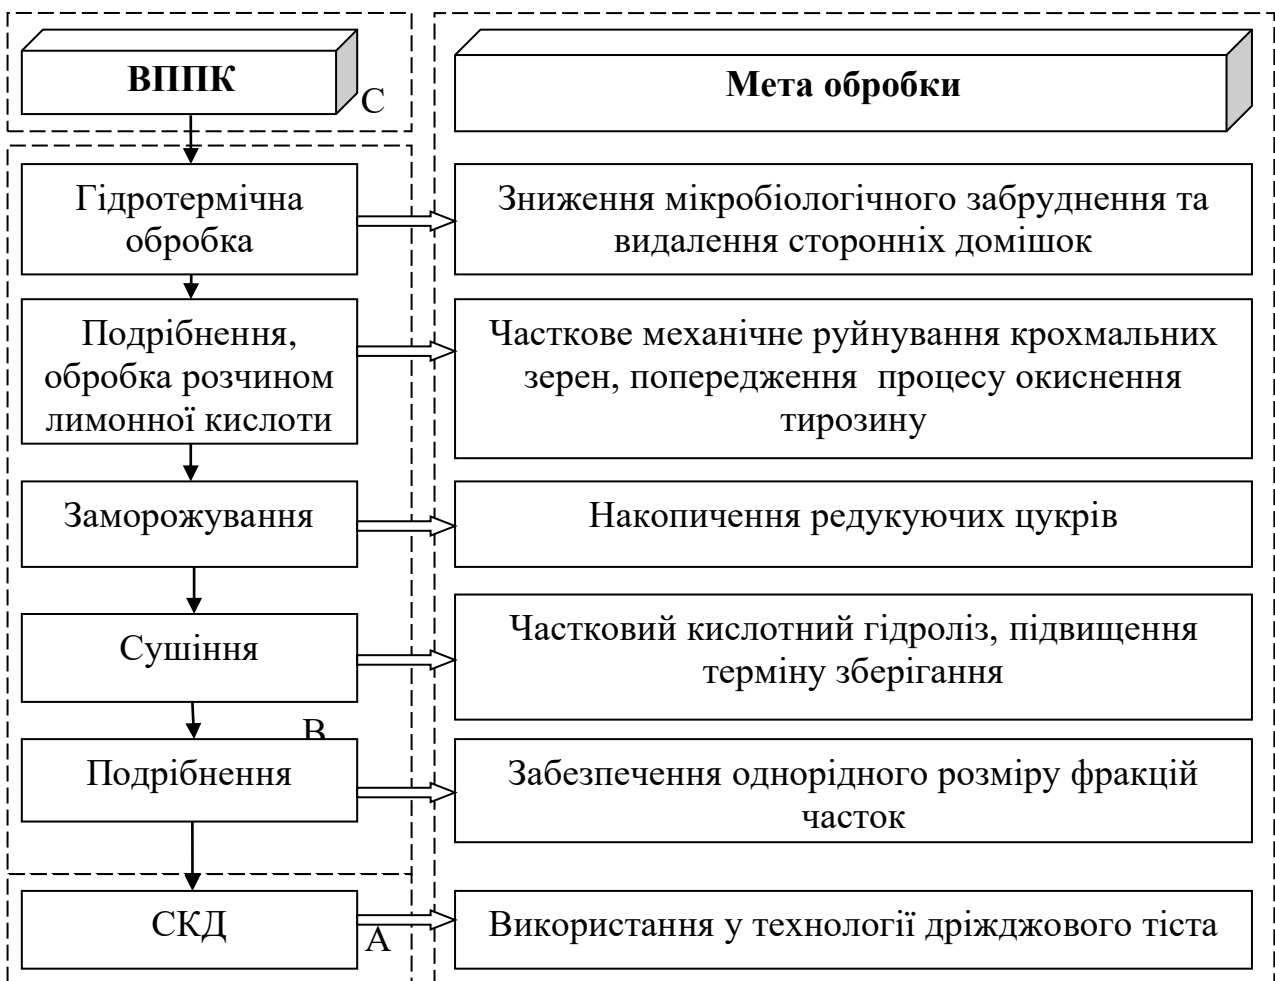 ВППК
С
Мета обробки
Гідротермічна
обробка
Зниження мікробіологічного забруднення та
видалення сторонніх домішок
Подрібнення,
обробка розчином
лимонної кислоти
Часткове механічне руйнування крохмальних
зерен, попередження процесу окиснення
тирозину
Заморожування
Накопичення редукуючих цукрів
Сушіння
Частковий кислотний гідроліз, підвищення
терміну зберігання
В
Подрібнення
Забезпечення однорідного розміру фракцій
часток
СКД
А
Використання у технології дріжджового тіста